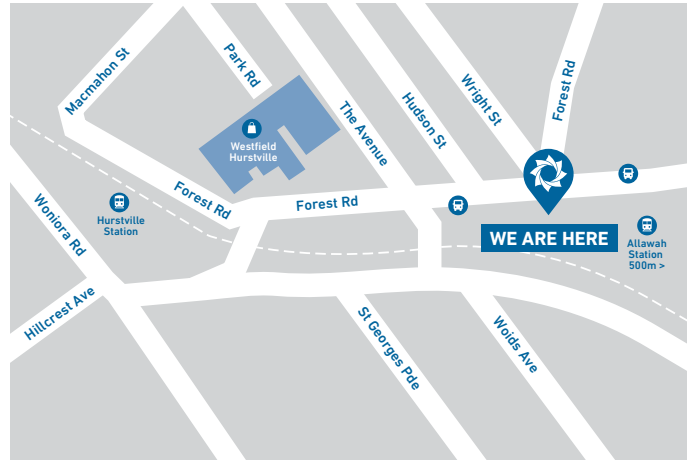 Macmahon St
Park Rd
The Avenue
Hudson St
Wright St
Forest Rd
Westfield
Hurstville
Forest Rd
Forest Rd
Hurstville
Station
Woniora Rd
WE ARE HERE
Allawah
Station
500m >
Hillcrest Ave
St Georges Pde
Woids Ave